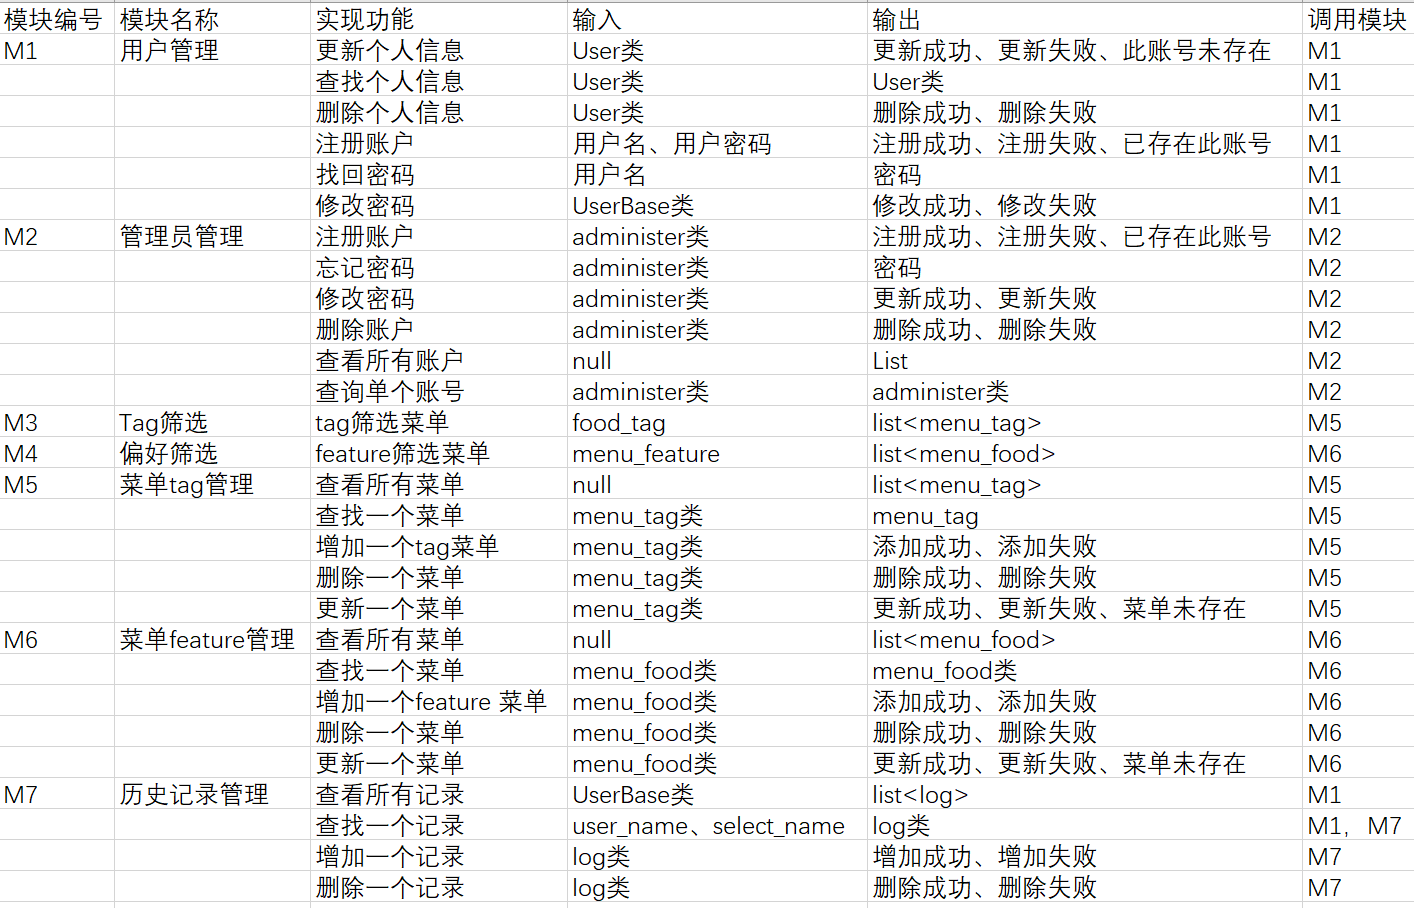 模块编号 模块名称 实现功能 输入 输出 调用模块
M1 用户管理 更新个人信息 User类 更新成功、更新失败、此账号未存在 M1
查找个人信息 User类 User类 M1
删除个人信息 User类 删除成功、删除失败 M1
注册账户 用户名、用户密码 注册成功、注册失败、已存在此账号 M1
找回密码 用户名 密码 M1
修改密码 UserBase类 修改成功、修改失败 M1
M2 管理员管理 注册账户 administer类 注册成功、注册失败、已存在此账号 M2
忘记密码 administer类 密码 M2
修改密码 administer类 更新成功、更新失败 M2
删除账户 administer类 删除成功、删除失败 M2
查看所有账户 null List M2
查询单个账号 administer类 administer类 M2
M3 Tag筛选 tag筛选菜单 food_tag list<menu_tag> M5
M4 偏好筛选 feature筛选菜单 menu_feature list<menu_food> M6
M5 菜单tag管理 查看所有菜单 null list<menu_tag> M5
查找一个菜单 menu_tag类 menu_tag M5
增加一个tag菜单 menu_tag类 添加成功、添加失败 M5
删除一个菜单 menu_tag类 删除成功、删除失败 M5
更新一个菜单 menu_tag类 更新成功、更新失败、菜单未存在 M5
M6 菜单feature管理 查看所有菜单 null list<menu_food> M6
查找一个菜单 menu_food类 menu_food类 M6
增加一个feature 菜单 menu_food类 添加成功、添加失败 M6
删除一个菜单 menu_food类 删除成功、删除失败 M6
更新一个菜单 menu_food类 更新成功、更新失败、菜单未存在 M6
M7 历史记录管理 查看所有记录 UserBase类 list<log> M1
查找一个记录 user_name、select_name log类 M1，M7
增加一个记录 log类 增加成功、增加失败 M7
删除一个记录 log类 删除成功、删除失败 M7